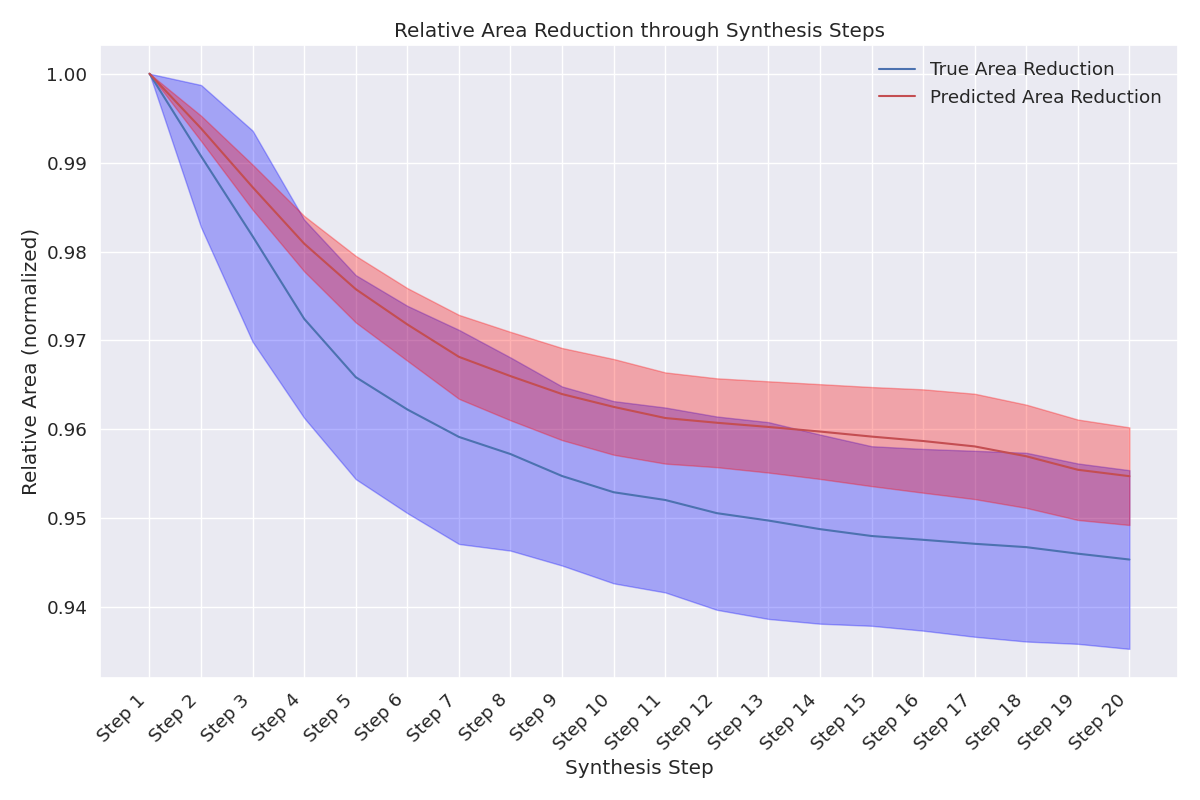 Relative Area Reduction through Synthesis Steps
True Area Reduction
Predicted Area Reduction
Relative Area (normalized)
1.00
0.99
0.98
0.97
0.96
0.95
0.94
Step 1
Step 2
Step 3
Step 4
Step 5
Step 6
Step 7
Step 8
Step 9
Step 10
Step 11
Step 12
Step 13
Step 14
Step 15
Step 16
Step 17
Step 18
Step 19
Step 20
Synthesis Step